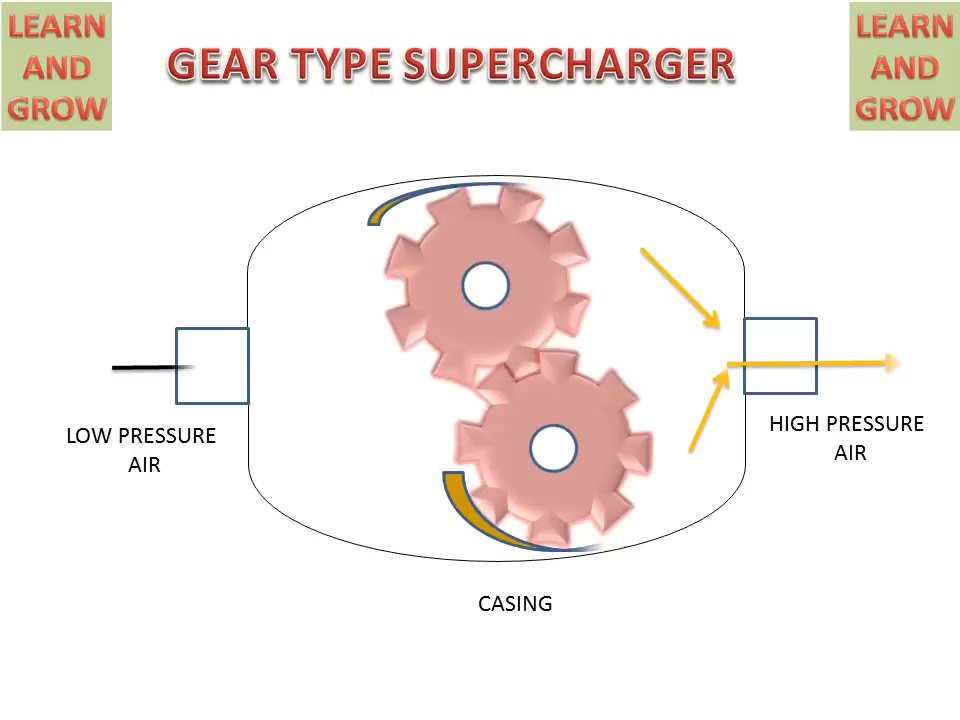 LEARN
AND
GROW
GEAR TYPE SUPERCHARGER
LEARN
AND
GROW
LOW PRESSURE
AIR
HIGH PRESSURE
AIR
CASING